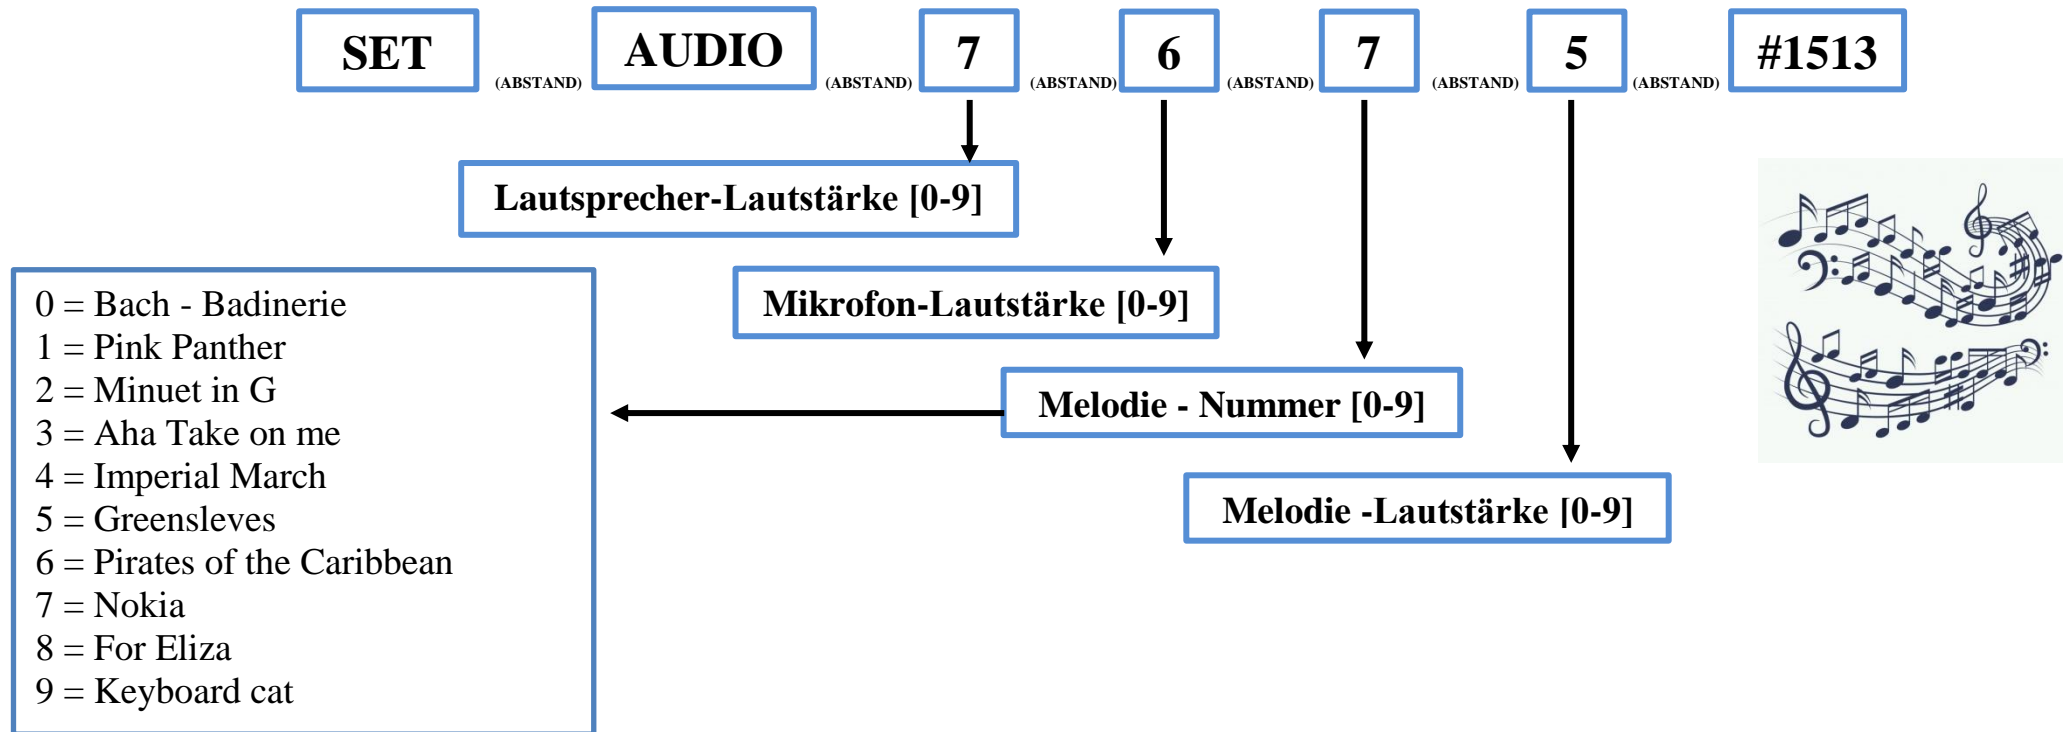 SET (ABSTAND) AUDIO (ABSTAND) 7 (ABSTAND) 6 (ABSTAND) 7 (ABSTAND) 5 (ABSTAND) #1513
Lautsprecher-Lautstärke [0-9]
Mikrofon-Lautstärke [0-9]
Melodie - Nummer [0-9]
Melodie -Lautstärke [0-9]
0 = Bach - Badinerie
1 = Pink Panther
2 = Minuet in G
3 = Aha Take on me
4 = Imperial March
5 = Greensleves
6 = Pirates of the Caribbean
7 = Nokia
8 = For Eliza
9 = Keyboard cat